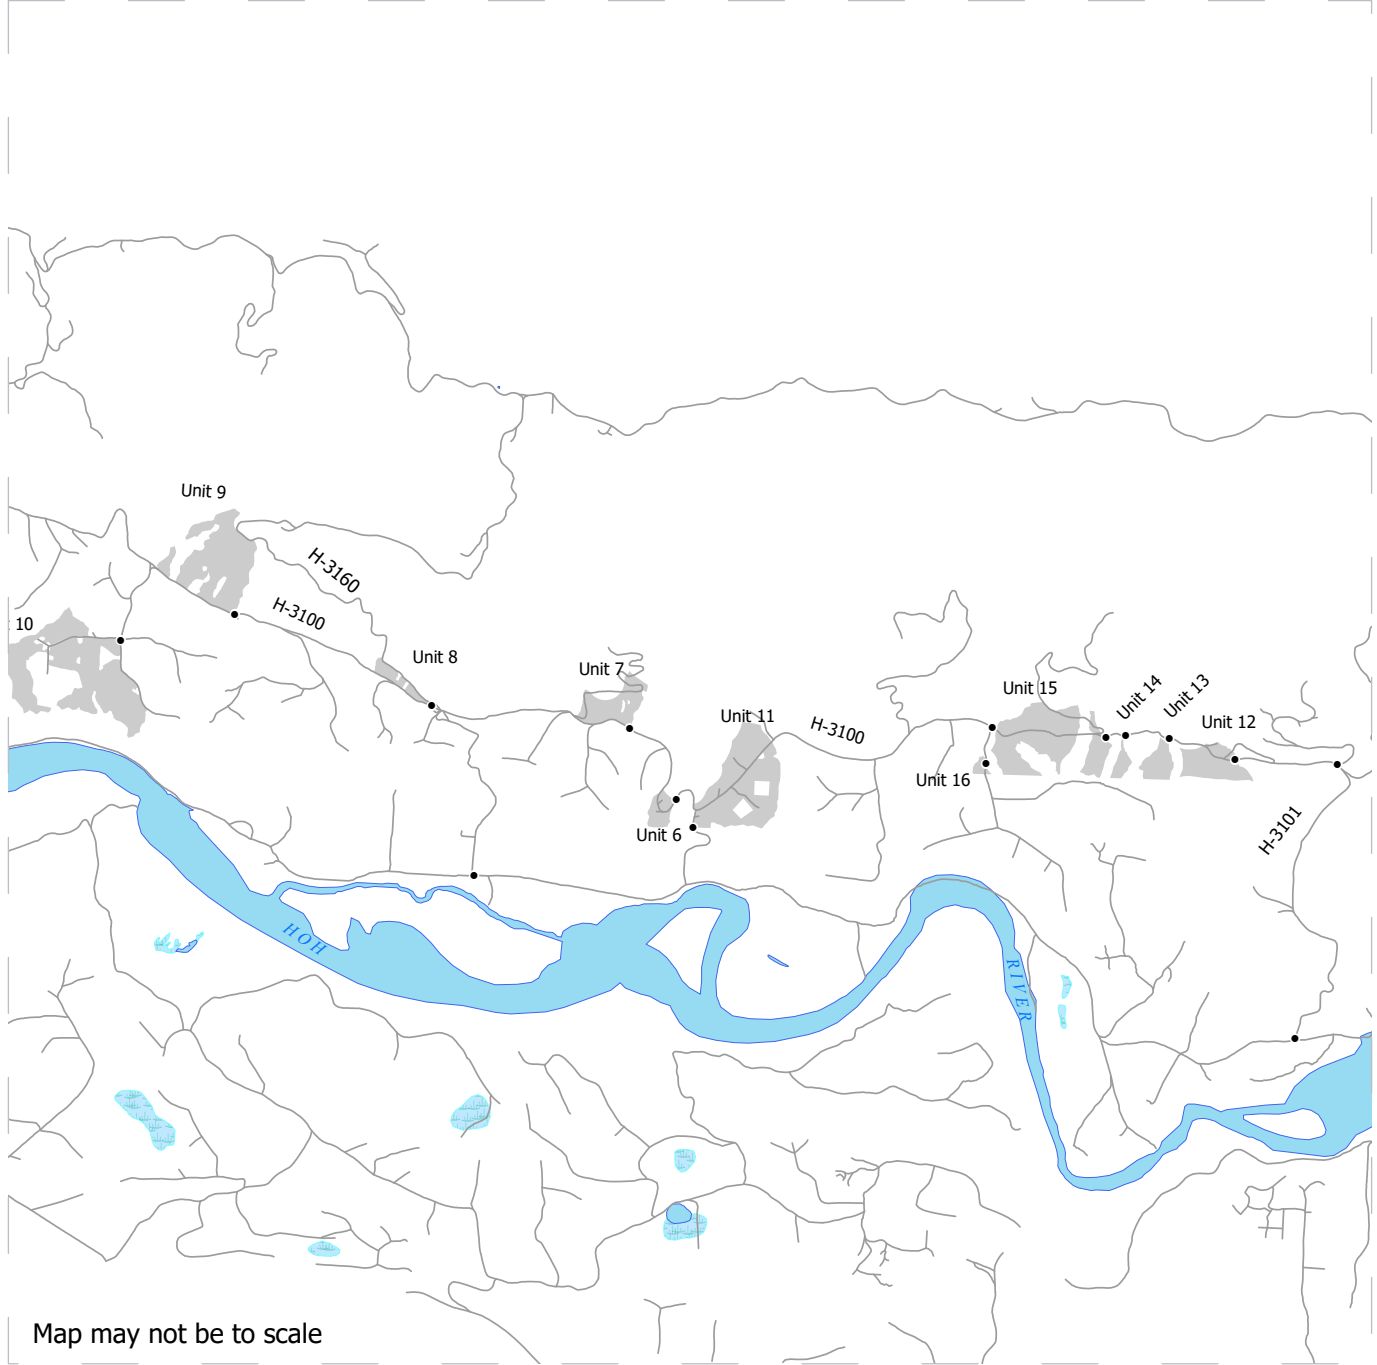 Unit 9
H-3160
H-3100
10
Unit 8
Unit 7
Unit 11
H-3100
Unit 15
Unit 14
Unit 13
Unit 12
Unit 16
Unit 6
H-3101
HOH
RIVER
Map may not be to scale